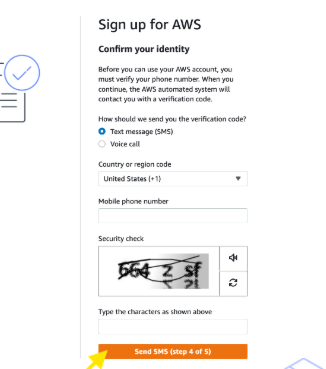 Sign up for AWS
Confirm your identity
Before you can use your AWS account, you
must verify your phone number. When you
continue, the AWS automated system will
contact you with a verification code.
How should we send you the verification code?
Text message (SMS)
Voice call
Country or region code
United States (+1)
Mobile phone number
Security check
Type the characters as shown above
Send SMS (step 4 of 5)